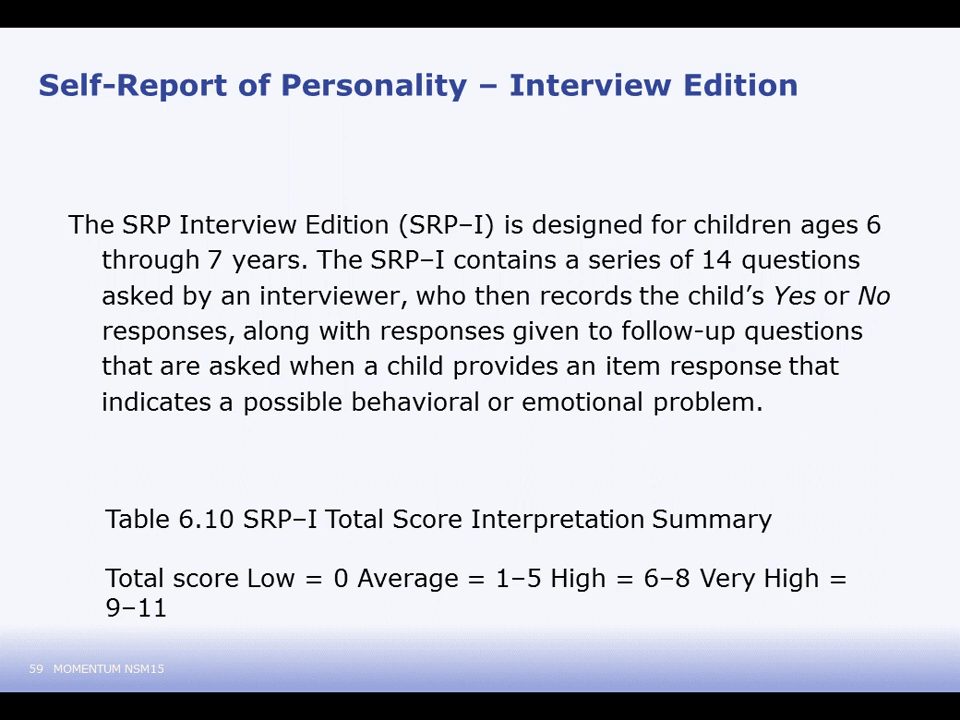 Self-Report of Personality – Interview Edition
The SRP Interview Edition (SRP–I) is designed for children ages 6
through 7 years. The SRP–I contains a series of 14 questions
asked by an interviewer, who then records the child’s Yes or No
responses, along with responses given to follow-up questions
that are asked when a child provides an item response that
indicates a possible behavioral or emotional problem.
Table 6.10 SRP–I Total Score Interpretation Summary
Total score Low = 0 Average = 1–5 High = 6–8 Very High =
9–11
59 MOMENTUM NSM15